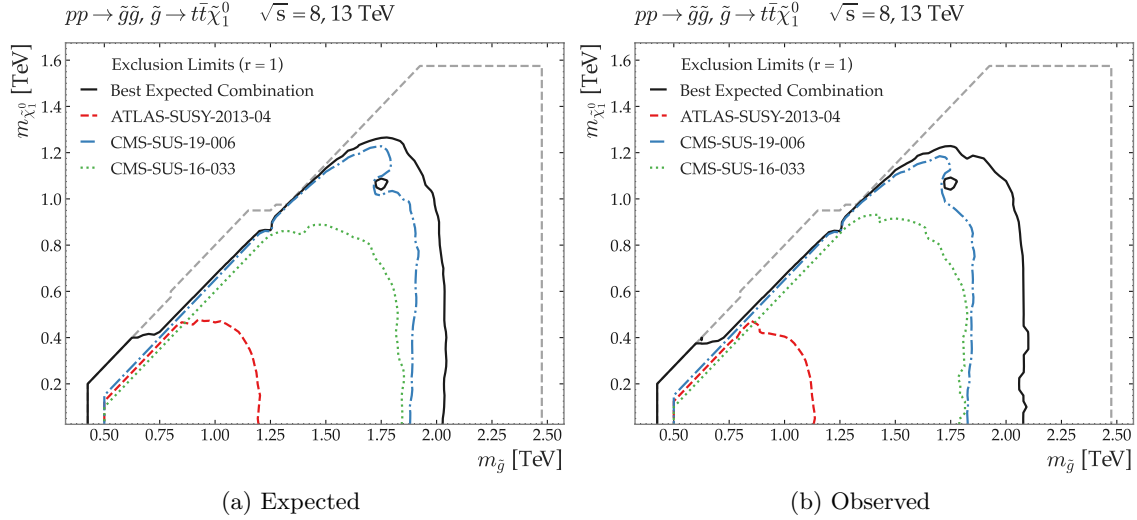 pp → g̃g̃, g̃ → tt̄χ̃₁⁰ √s = 8, 13 TeV
m_χ̃₁⁰ [TeV]
1.6
1.4
1.2
1.0
0.8
0.6
0.4
0.2
Exclusion Limits (r = 1)
Best Expected Combination
ATLAS-SUSY-2013-04
CMS-SUS-19-006
CMS-SUS-16-033
0.50 0.75 1.00 1.25 1.50 1.75 2.00 2.25 2.50
m_g̃ [TeV]
(a) Expected
pp → g̃g̃, g̃ → tt̄χ̃₁⁰ √s = 8, 13 TeV
m_χ̃₁⁰ [TeV]
1.6
1.4
1.2
1.0
0.8
0.6
0.4
0.2
Exclusion Limits (r = 1)
Best Expected Combination
ATLAS-SUSY-2013-04
CMS-SUS-19-006
CMS-SUS-16-033
0.50 0.75 1.00 1.25 1.50 1.75 2.00 2.25 2.50
m_g̃ [TeV]
(b) Observed